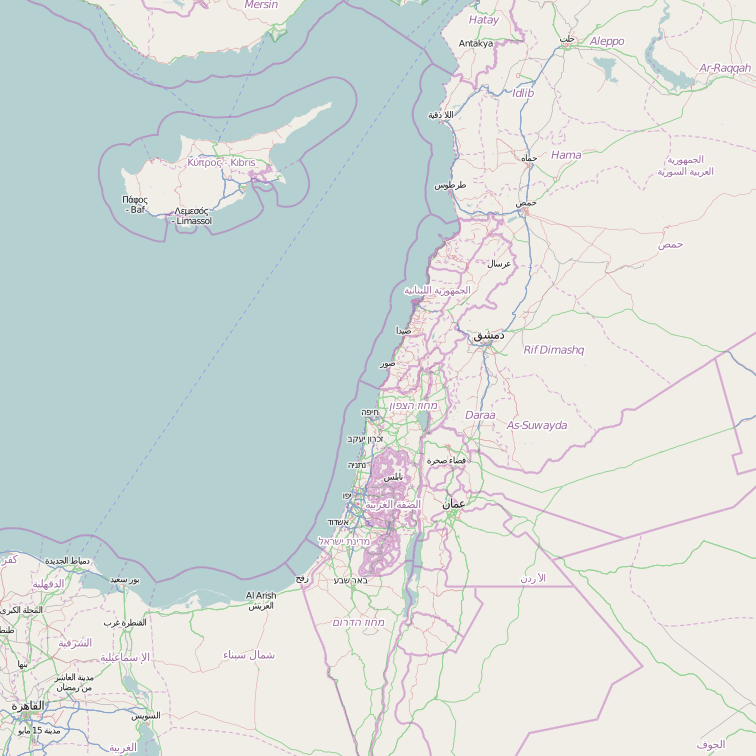 Mersin
Hatay
Antakya
حلب
Aleppo
Ar-Raqqah
Idlib
اللاذقية
حماه
Hama
الجمهورية
العربية السورية
Κύπρος - Kıbrıs
Πάφος
- Baf
Λεμεσός
- Limassol
طرطوس
حمص
حمص
عرسال
الجمهورية اللبنانية
صيدا
دمشق
Rif Dimashq
صور
מחוז הצפון
חיפה
Daraa
As-Suwayda
זכרון יעקב
قضاء صحرة
נתניה
نابلس
יפו
الضفة الغربية
عمان
אשדוד
מדינת ישראל
رفح
באר שבע
الأردن
دمياط الجديدة
بور سعيد
الدقهلية
Al Arish
العريش
المحلة الكبرى
القنطرة غرب
טنطا
מחוז הדרום
الشرقية
الإسماعيلية
شمال سيناء
بنها
مدينة العاشر
من رمضان
القاهرة
السويس
مدينة 15 مايو
الجوف